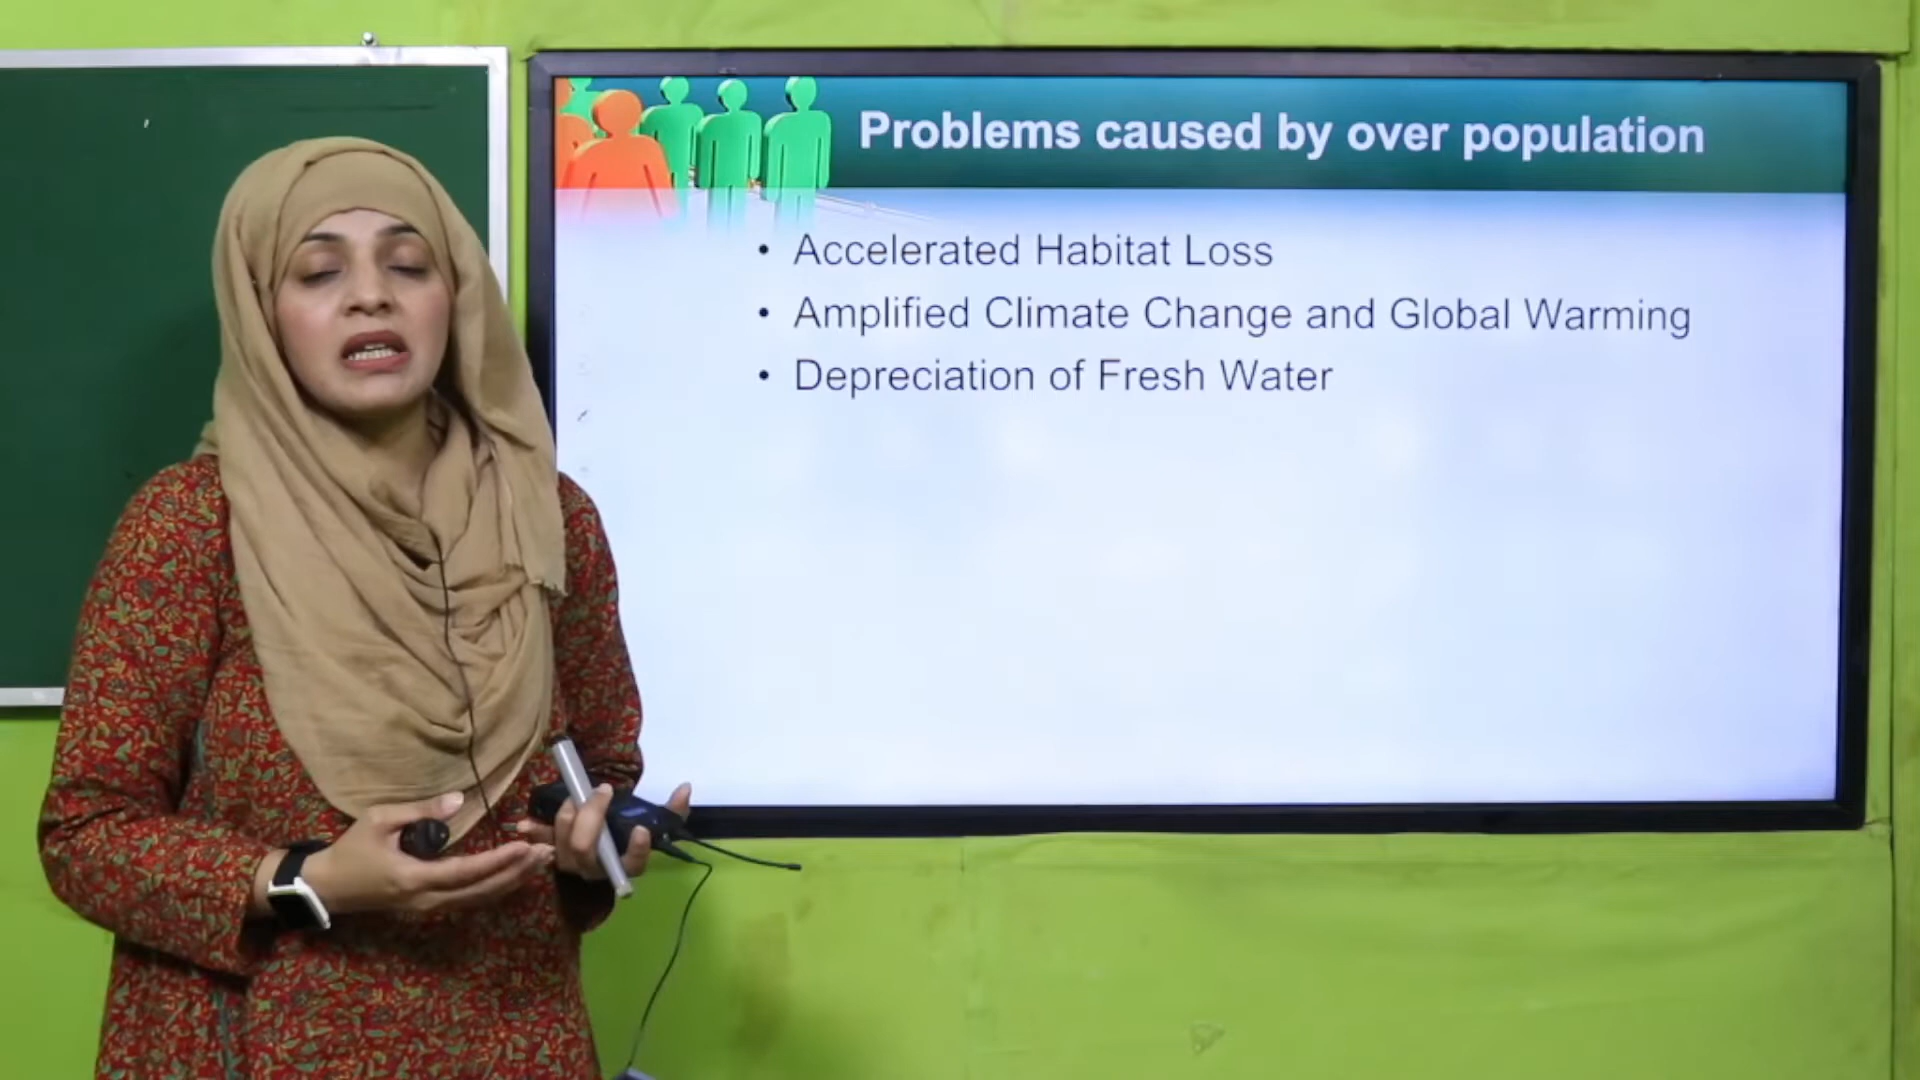 Problems caused by over population
• Accelerated Habitat Loss
• Amplified Climate Change and Global Warming
• Depreciation of Fresh Water